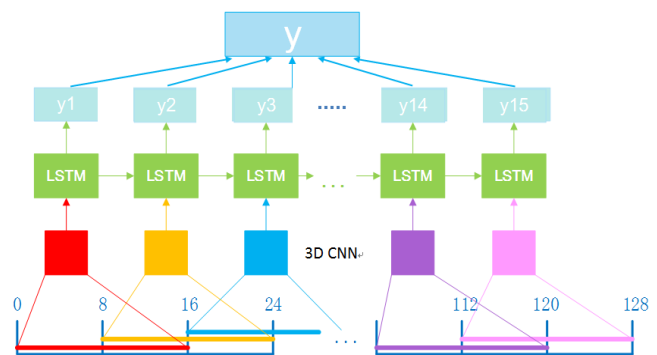 y
y1 y2 y3 ..... y14 y15
LSTM LSTM LSTM ... LSTM LSTM
3D CNN
0 8 16 24 112 120 128
...